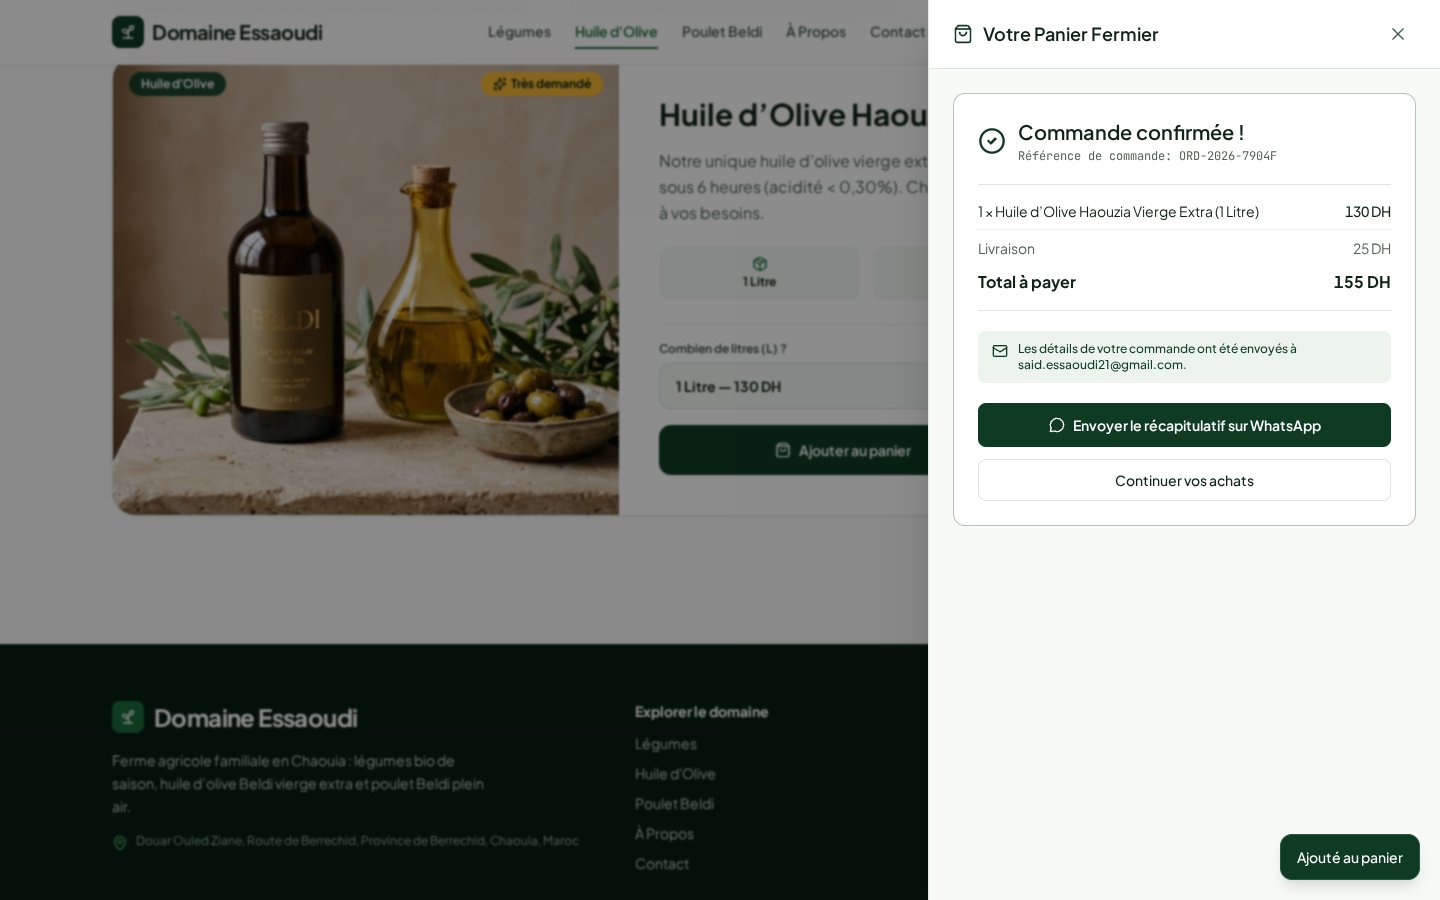 Domaine Essaoudi
Légumes
Huile d'Olive
Poulet Beldi
À Propos
Contact
Huile d'Olive
Très demandé
BELDI
Huile d’Olive Haou
Notre unique huile d’olive vierge ext
sous 6 heures (acidité < 0,30%). Ch
à vos besoins.
1 Litre
Combien de litres (L) ?
1 Litre — 130 DH
Ajouter au panier
Domaine Essaoudi
Ferme agricole familiale en Chaouia : légumes bio de
saison, huile d’olive Beldi vierge extra et poulet Beldi plein
air.
Douar Ouled Ziane, Route de Berrechid, Province de Berrechid, Chaouia, Maroc
Explorer le domaine
Légumes
Huile d'Olive
Poulet Beldi
À Propos
Contact
Votre Panier Fermier
Commande confirmée !
Référence de commande: ORD-2026-7904F
1 × Huile d’Olive Haouzia Vierge Extra (1 Litre) 130 DH
Livraison 25 DH
Total à payer 155 DH
Les détails de votre commande ont été envoyés à
said.essaoudi21@gmail.com.
Envoyer le récapitulatif sur WhatsApp
Continuer vos achats
Ajouté au panier